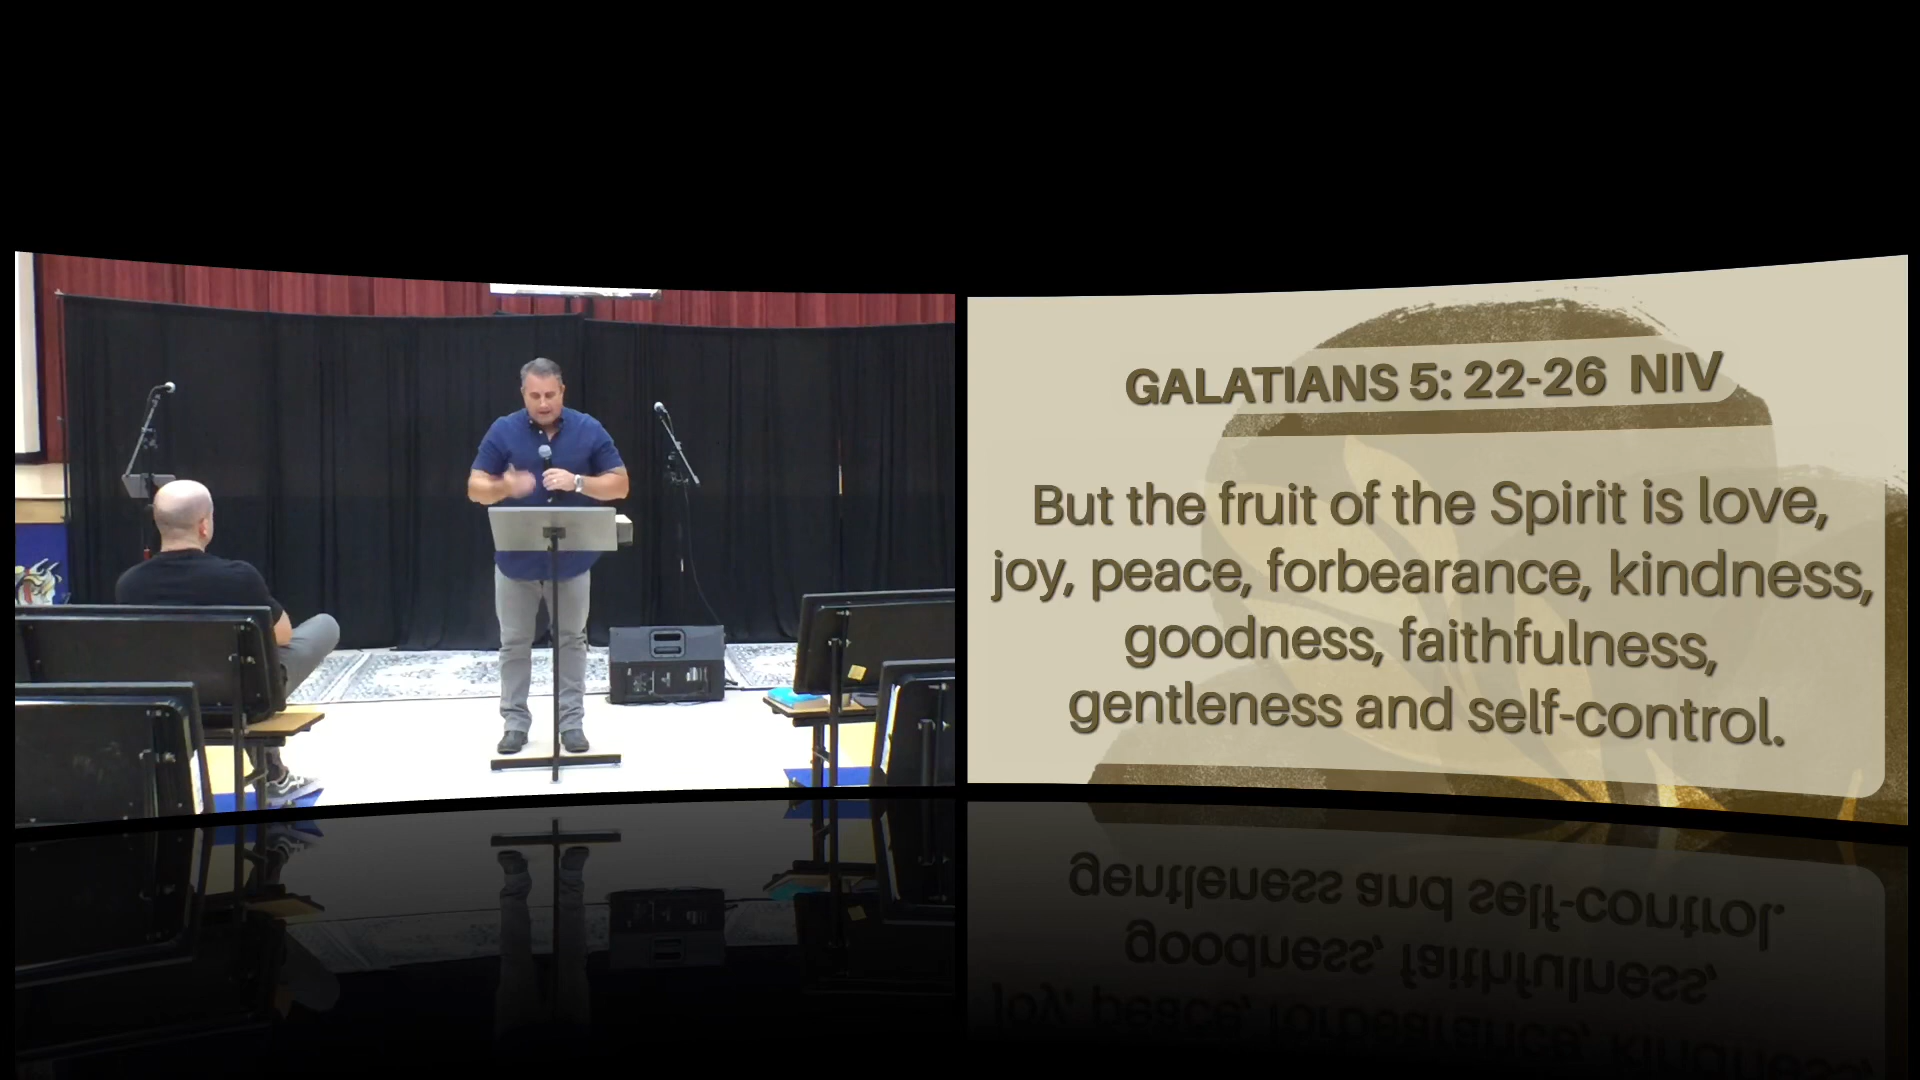 GALATIANS 5: 22-26 NIV
But the fruit of the Spirit is love,
joy, peace, forbearance, kindness,
goodness, faithfulness,
gentleness and self-control.